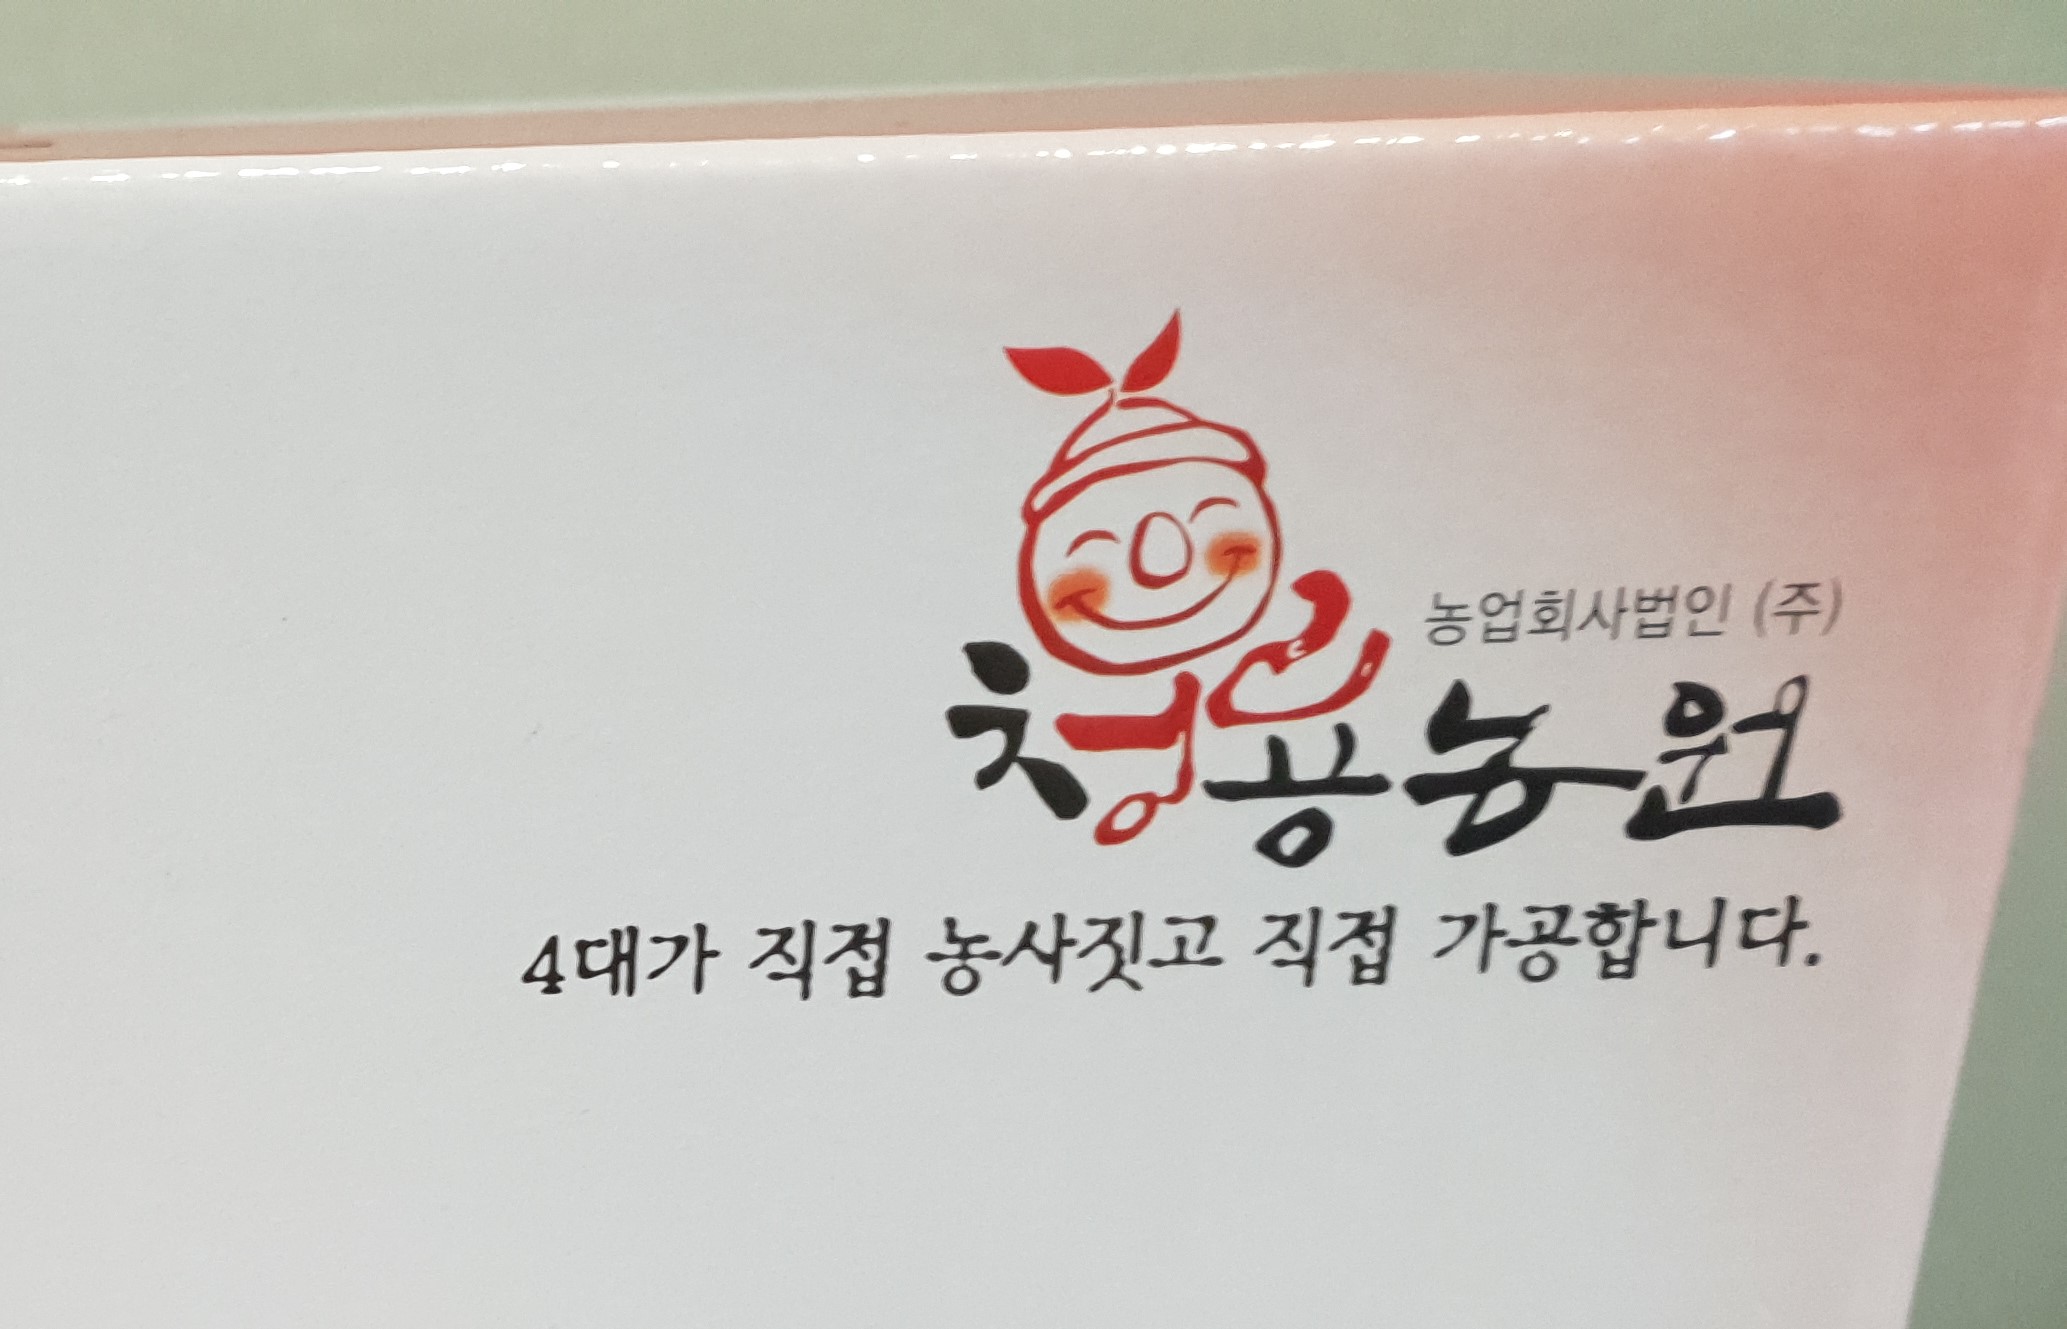 농업회사법인 (주)
청룡농원
4대가 직접 농사짓고 직접 가공합니다.